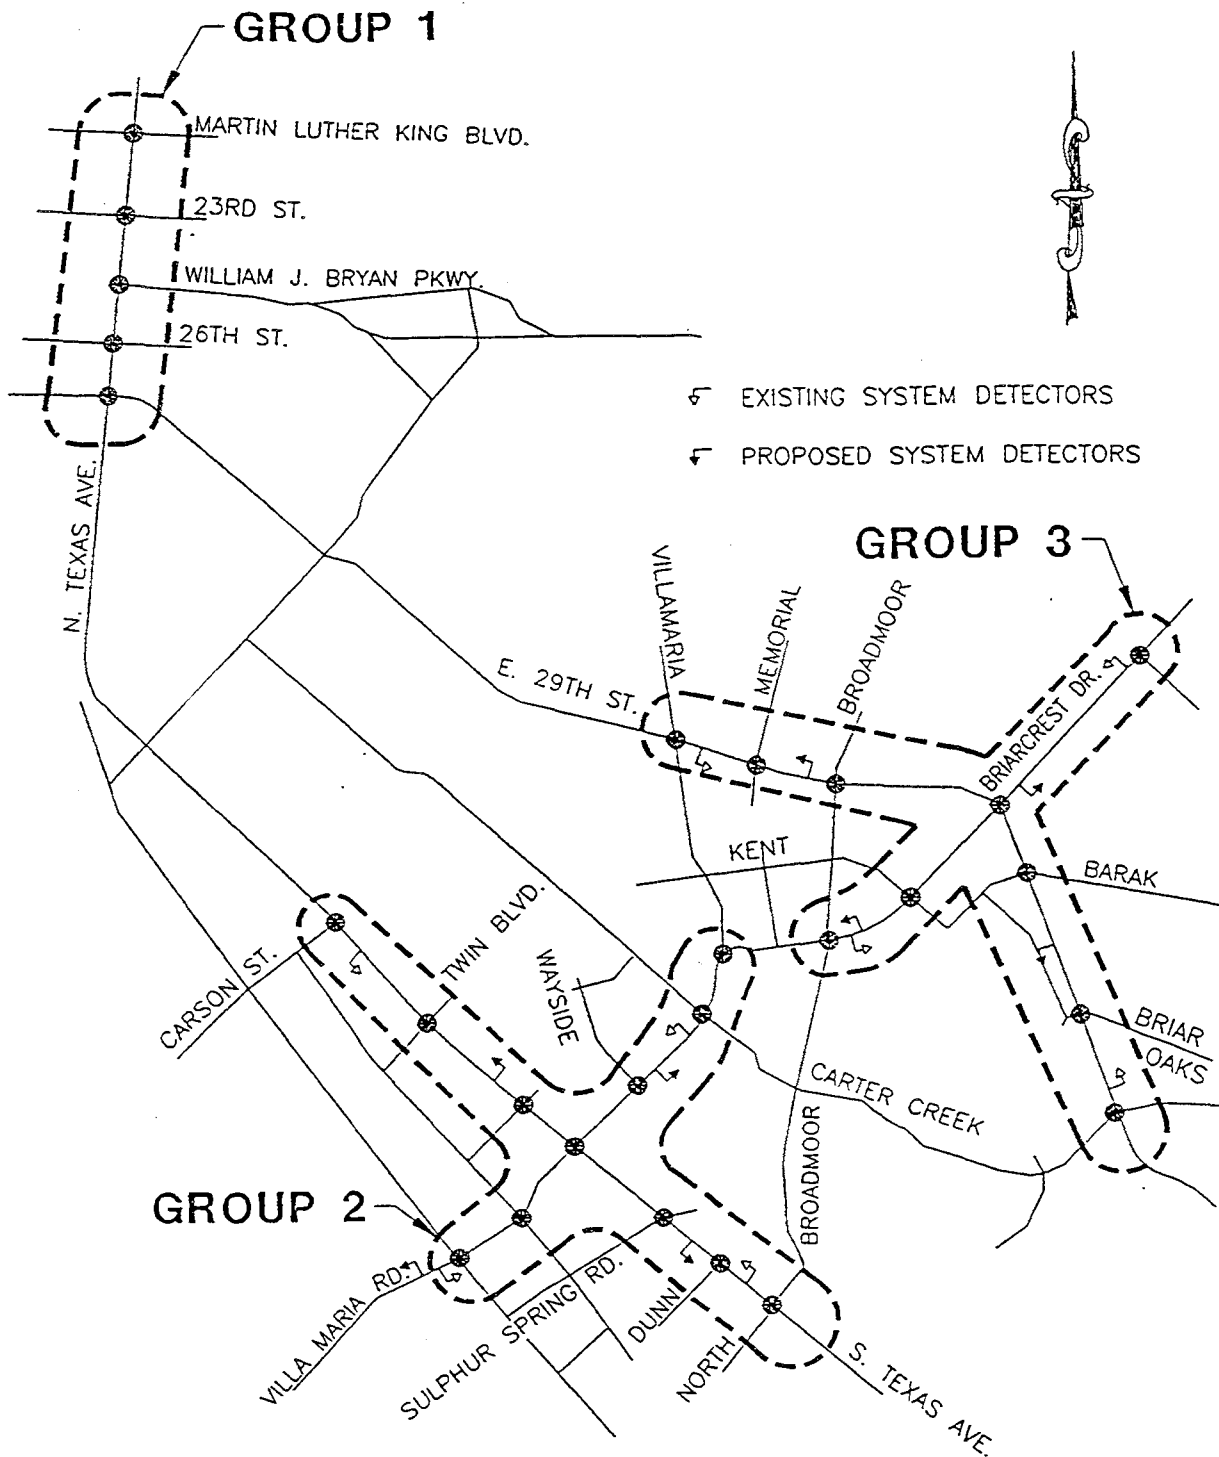 GROUP 1
MARTIN LUTHER KING BLVD.
23RD ST.
WILLIAM J. BRYAN PKWY.
26TH ST.
EXISTING SYSTEM DETECTORS
PROPOSED SYSTEM DETECTORS
N. TEXAS AVE.
GROUP 3
VILLAMARIA
MEMORIAL
BROADMOOR
E. 29TH ST.
BRIARCREST DR.
KENT
BARAK
TWIN BLVD.
WAYSIDE
CARSON ST.
BRIAR
OAKS
CARTER CREEK
BROADMOOR
GROUP 2
VILLA MARIA RD.
SULPHUR SPRING RD.
DUNN
NORTH
S. TEXAS AVE.